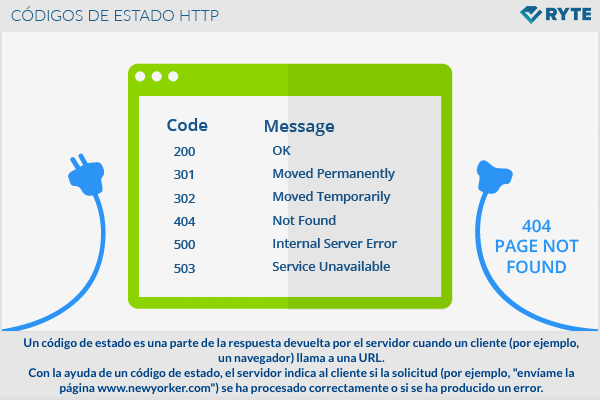 CÓDIGOS DE ESTADO HTTP
RYTE
Code Message
200 OK
301 Moved Permanently
302 Moved Temporarily
404 Not Found
500 Internal Server Error
503 Service Unavailable
404
PAGE NOT
FOUND
Un código de estado es una parte de la respuesta devuelta por el servidor cuando un cliente (por ejemplo,
un navegador) llama a una URL.
Con la ayuda de un código de estado, el servidor indica al cliente si la solicitud (por ejemplo, "envíame la
página www.newyorker.com") se ha procesado correctamente o si se ha producido un error.